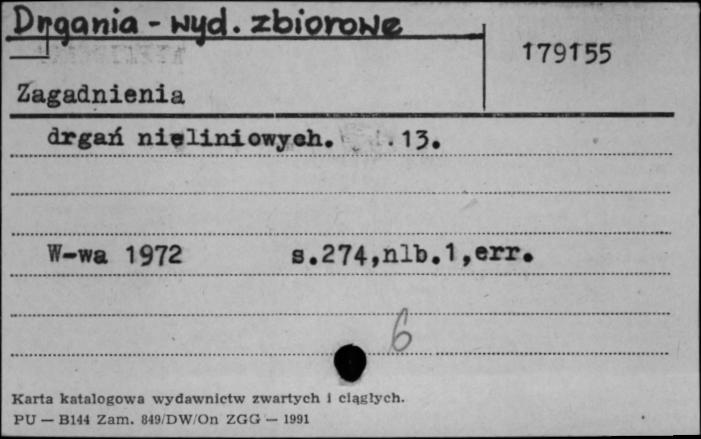 Drgania - wyd. zbiorowe
179155
Zagadnienia
drgań nieliniowych. 13.
W-wa 1972 s.274,nlb.1,err.
6
Karta katalogowa wydawnictw zwartych i ciągłych.
PU — B144 Zam. 849/DW/On ZGG — 1991